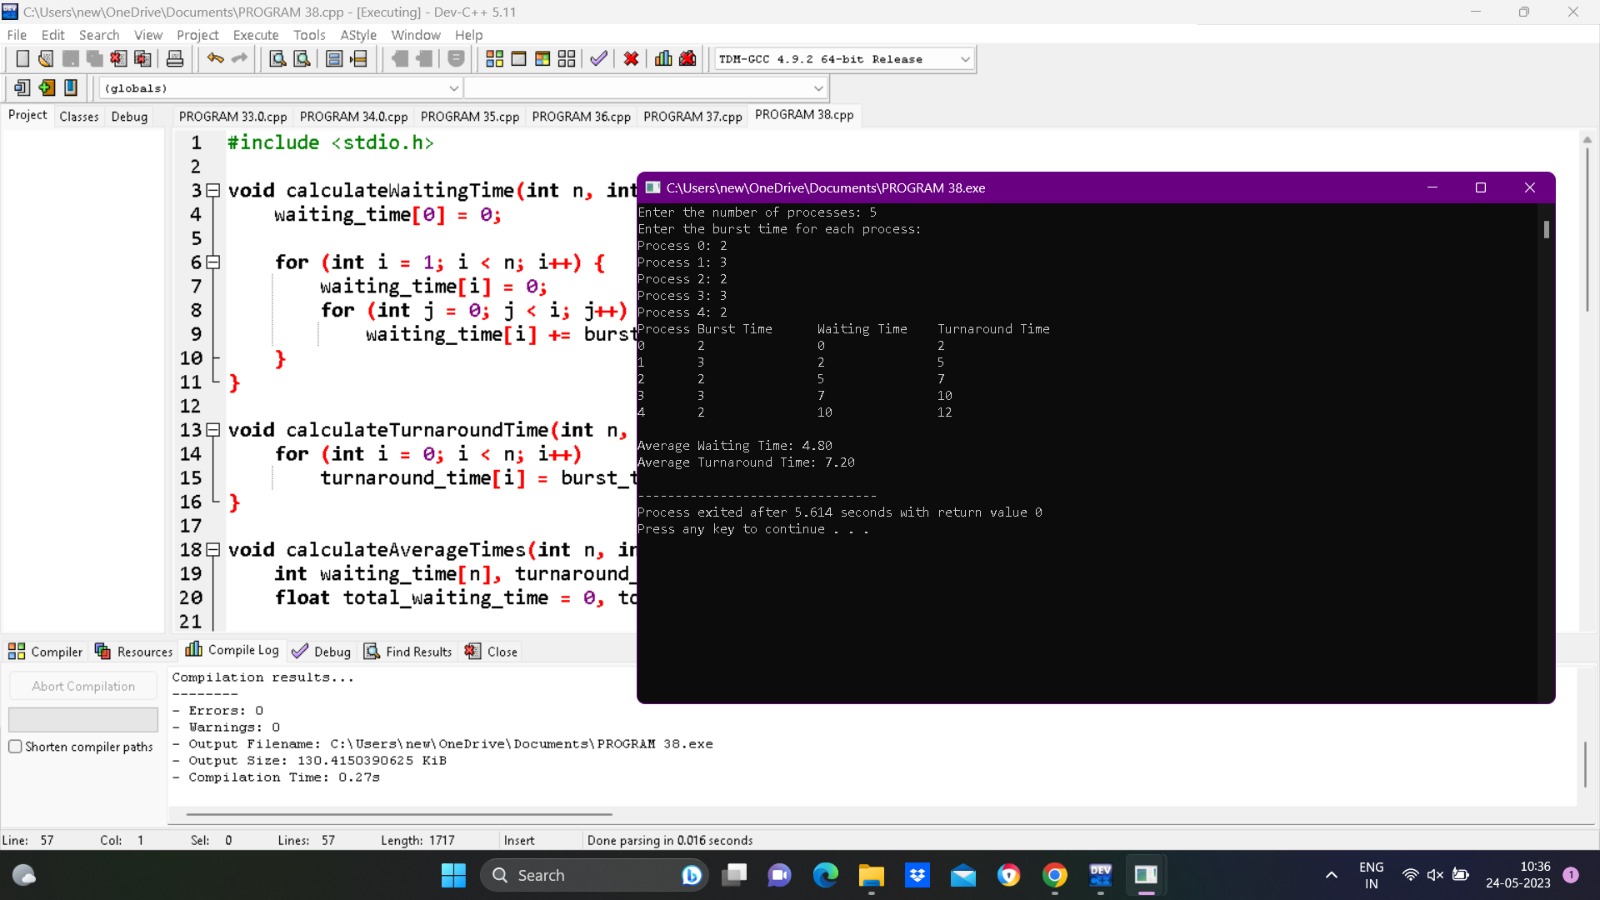 C:\Users\new\OneDrive\Documents\PROGRAM 38.cpp - [Executing] - Dev-C++ 5.11
File Edit Search View Project Execute Tools AStyle Window Help
TDM-GCC 4.9.2 64-bit Release
(globals)
Project Classes Debug
PROGRAM 33.0.cpp PROGRAM 34.0.cpp PROGRAM 35.cpp PROGRAM 36.cpp PROGRAM 37.cpp PROGRAM 38.cpp
1 #include <stdio.h>
2
3 void calculateWaitingTime(int n, int
4 waiting_time[0] = 0;
5
6 for (int i = 1; i < n; i++) {
7 waiting_time[i] = 0;
8 for (int j = 0; j < i; j++)
9 waiting_time[i] += burst
10 }
11 }
12
13 void calculateTurnaroundTime(int n,
14 for (int i = 0; i < n; i++)
15 turnaround_time[i] = burst_t
16 }
17
18 void calculateAverageTimes(int n, in
19 int waiting_time[n], turnaround_
20 float total_waiting_time = 0, to
21
C:\Users\new\OneDrive\Documents\PROGRAM 38.exe
Enter the number of processes: 5
Enter the burst time for each process:
Process 0: 2
Process 1: 3
Process 2: 2
Process 3: 3
Process 4: 2
Process Burst Time Waiting Time Turnaround Time
0 2 0 2
1 3 2 5
2 2 5 7
3 3 7 10
4 2 10 12
Average Waiting Time: 4.80
Average Turnaround Time: 7.20
--------------------------------
Process exited after 5.614 seconds with return value 0
Press any key to continue . . .
Compiler Resources Compile Log Debug Find Results Close
Abort Compilation
Shorten compiler paths
Compilation results...
--------
- Errors: 0
- Warnings: 0
- Output Filename: C:\Users\new\OneDrive\Documents\PROGRAM 38.exe
- Output Size: 130.4150390625 KiB
- Compilation Time: 0.27s
Line: 57 Col: 1 Sel: 0 Lines: 57 Length: 1717 Insert Done parsing in 0.016 seconds
Search
DEV
ENG
IN
10:36
24-05-2023
1